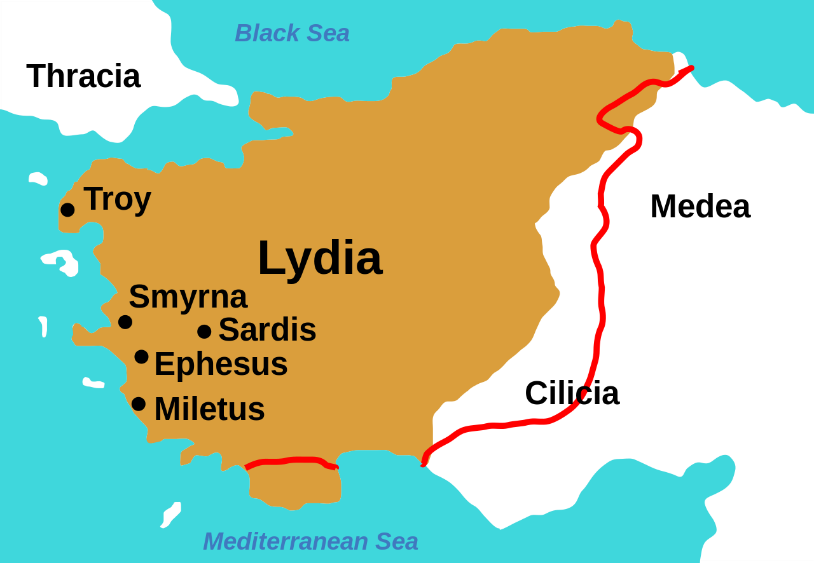 Black Sea
Thracia
Troy
Medea
Lydia
Smyrna
Sardis
Ephesus
Cilicia
Miletus
Mediterranean Sea